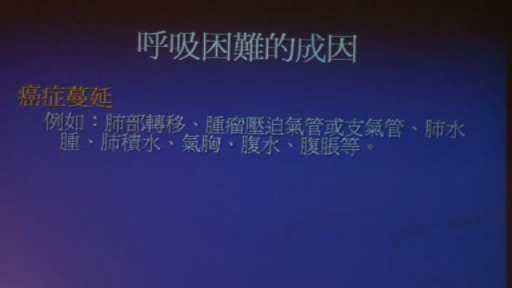 呼吸困難的成因
癌症蔓延
例如：肺部轉移、腫瘤壓迫氣管或支氣管、肺水
腫、肺積水、氣胸、腹水、腹脹等。